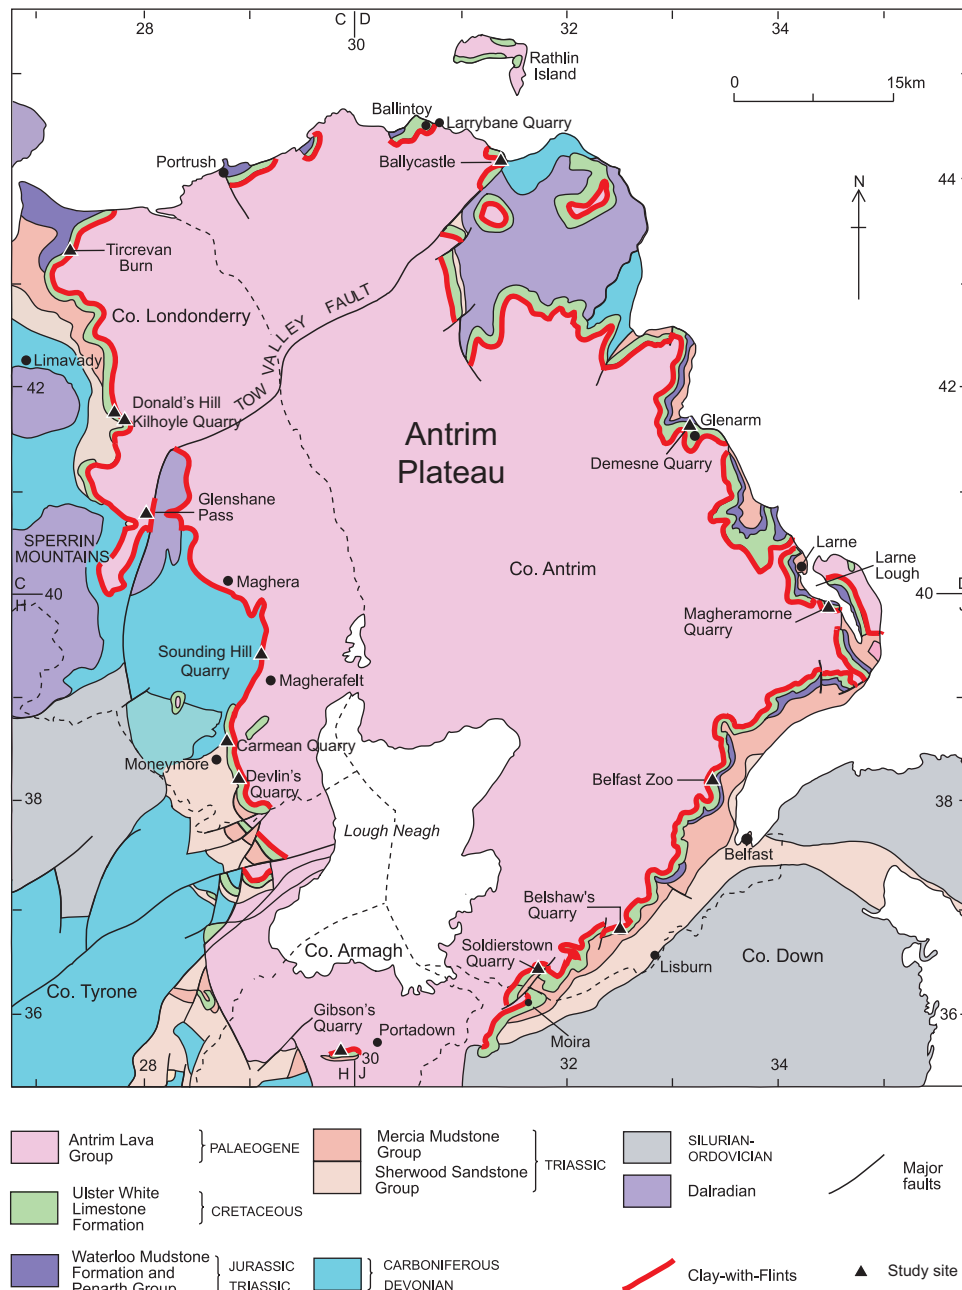 C D
28
30
32
34
Rathlin
Island
0 15km
Ballintoy
Larrybane Quarry
Portrush
Ballycastle
44
N
Tircrevan
Burn
Co. Londonderry
TOW VALLEY FAULT
Limavady
42
42
Donald's Hill
Kilhoyle Quarry
Antrim
Plateau
Glenarm
Demesne Quarry
Glenshane
Pass
SPERRIN
MOUNTAINS
Larne
Larne
Lough
Co. Antrim
C
H
40
Maghera
40
D
J
Magheramorne
Quarry
Sounding Hill
Quarry
Magherafelt
Carmean Quarry
Moneymore
Devlin's
Quarry
Belfast Zoo
38
38
Lough Neagh
Belfast
Belshaw's
Quarry
Co. Armagh
Soldierstown
Quarry
Lisburn
Co. Down
Co. Tyrone
36
36
Gibson's
Quarry
Portadown
Moira
28
30
H J
32
34
Antrim Lava
Group
PALAEOGENE
Ulster White
Limestone
Formation
CRETACEOUS
Waterloo Mudstone
Formation and
Penarth Group
JURASSIC
TRIASSIC
Mercia Mudstone
Group
Sherwood Sandstone
Group
TRIASSIC
CARBONIFEROUS
DEVONIAN
SILURIAN-
ORDOVICIAN
Dalradian
Major
faults
Clay-with-Flints
Study site